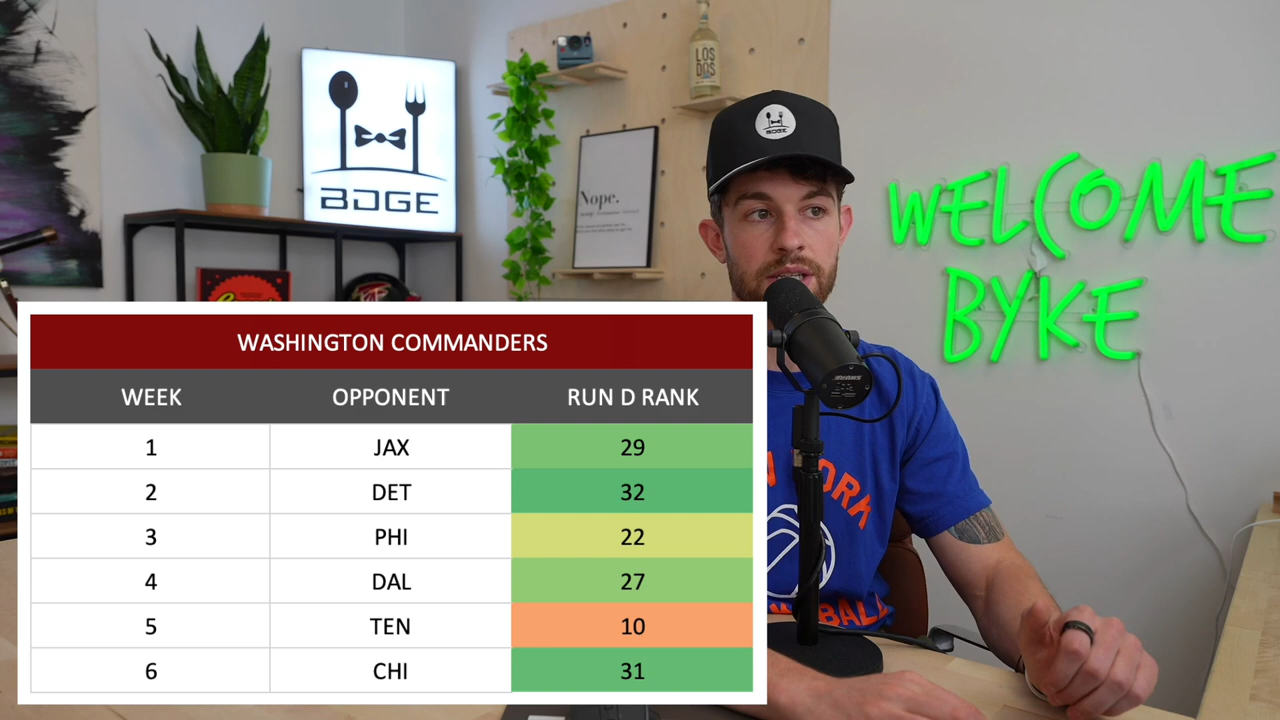 BDGE
LOS
DOS
Nope.
BDGE
WELCOME
BYKE
WASHINGTON COMMANDERS
WEEK OPPONENT RUN D RANK
1 JAX 29
2 DET 32
3 PHI 22
4 DAL 27
5 TEN 10
6 CHI 31